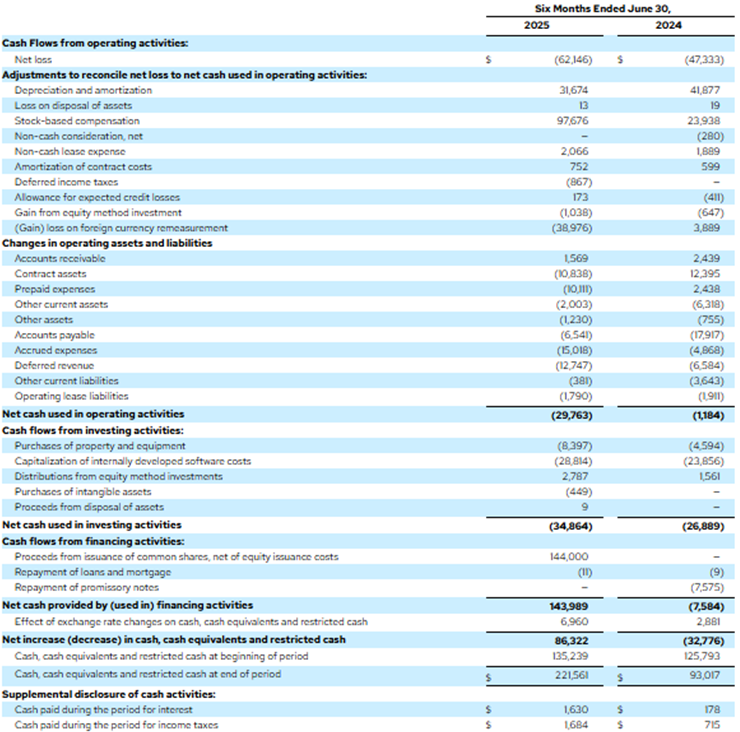 Six Months Ended June 30,
2025 2024
Cash Flows from operating activities:
Net loss $ (62,146) $ (47,333)
Adjustments to reconcile net loss to net cash used in operating activities:
Depreciation and amortization 31,674 41,877
Loss on disposal of assets 13 19
Stock-based compensation 97,676 23,938
Non-cash consideration, net – (280)
Non-cash lease expense 2,066 1,889
Amortization of contract costs 752 599
Deferred income taxes (867) –
Allowance for expected credit losses 173 (411)
Gain from equity method investment (1,038) (647)
(Gain) loss on foreign currency remeasurement (38,976) 3,889
Changes in operating assets and liabilities
Accounts receivable 1,569 2,439
Contract assets (10,838) 12,395
Prepaid expenses (10,111) 2,438
Other current assets (2,003) (6,318)
Other assets (1,230) (755)
Accounts payable (6,541) (17,917)
Accrued expenses (15,018) (4,868)
Deferred revenue (12,747) (6,584)
Other current liabilities (381) (3,643)
Operating lease liabilities (1,790) (1,911)
Net cash used in operating activities (29,763) (1,184)
Cash flows from investing activities:
Purchases of property and equipment (8,397) (4,594)
Capitalization of internally developed software costs (28,814) (23,856)
Distributions from equity method investments 2,787 1,561
Purchases of intangible assets (449) –
Proceeds from disposal of assets 9 –
Net cash used in investing activities (34,864) (26,889)
Cash flows from financing activities:
Proceeds from issuance of common shares, net of equity issuance costs 144,000 –
Repayment of loans and mortgage (11) (9)
Repayment of promissory notes – (7,575)
Net cash provided by (used in) financing activities 143,989 (7,584)
Effect of exchange rate changes on cash, cash equivalents and restricted cash 6,960 2,881
Net increase (decrease) in cash, cash equivalents and restricted cash 86,322 (32,776)
Cash, cash equivalents and restricted cash at beginning of period 135,239 125,793
Cash, cash equivalents and restricted cash at end of period $ 221,561 $ 93,017
Supplemental disclosure of cash activities:
Cash paid during the period for interest $ 1,630 $ 178
Cash paid during the period for income taxes $ 1,684 $ 715